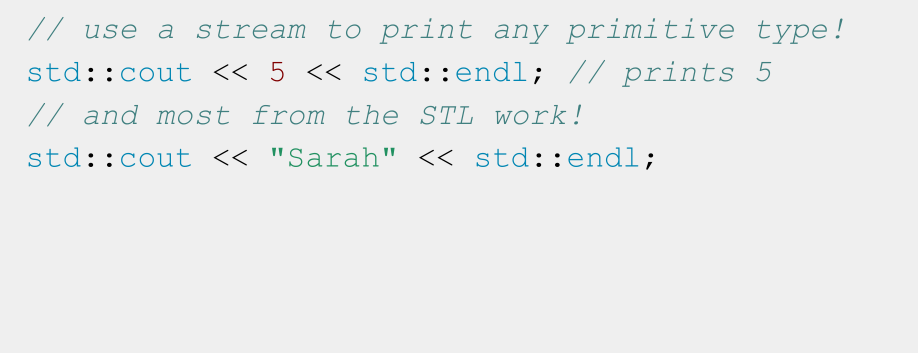 // use a stream to print any primitive type!
std::cout << 5 << std::endl; // prints 5
// and most from the STL work!
std::cout << "Sarah" << std::endl;